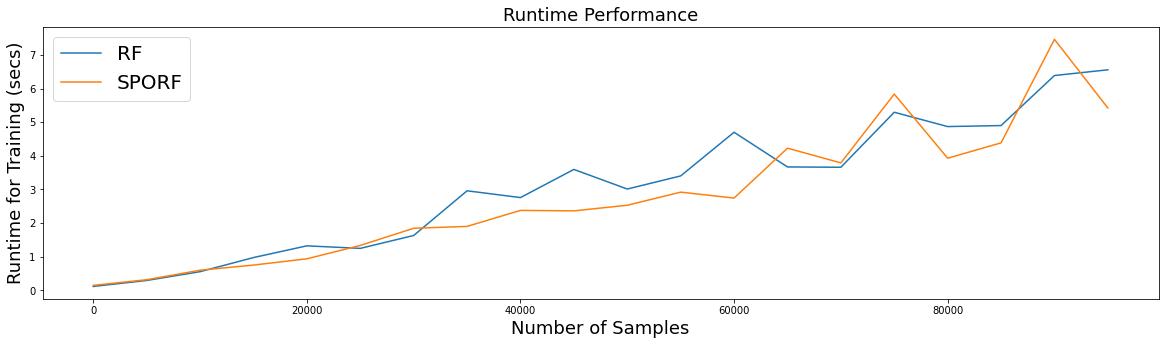 Runtime Performance
RF
SPORF
Runtime for Training (secs)
7
6
5
4
3
2
1
0
0 20000 40000 60000 80000
Number of Samples